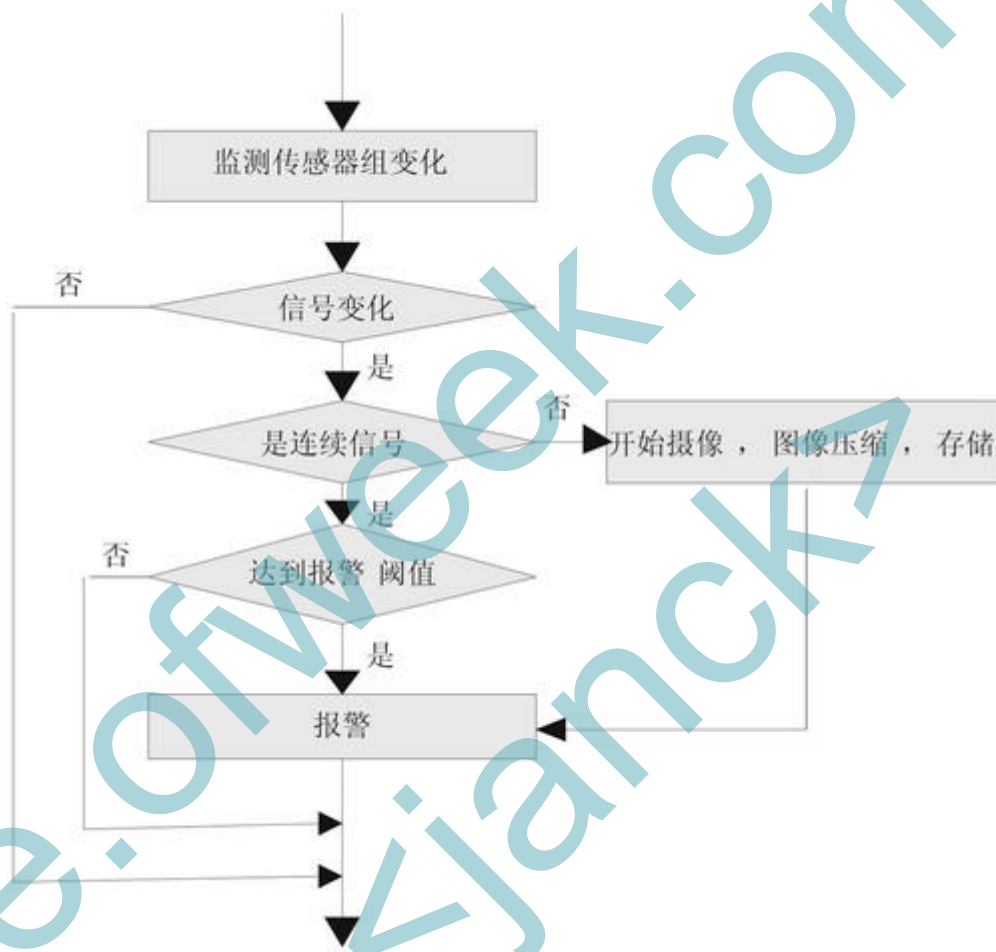 监测传感器组变化
否
信号变化
是
是连续信号
否
开始摄像 ， 图像压缩 ， 存储
是
否
达到报警 阈值
是
报警
e.ofweek.com
xjanck>